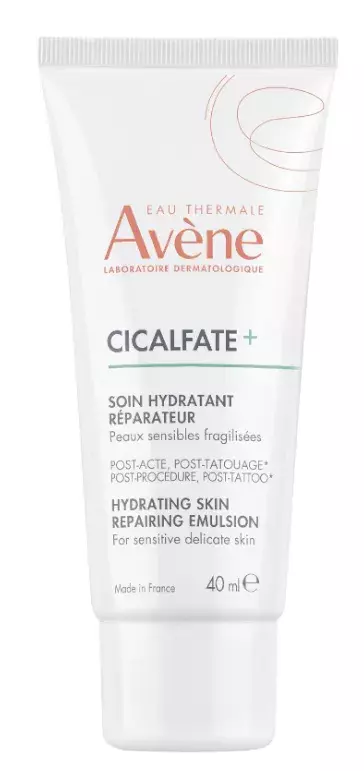 EAU THERMALE
Avène
LABORATOIRE DERMATOLOGIQUE
CICALFATE+
SOIN HYDRATANT
RÉPARATEUR
Peaux sensibles fragilisées
POST-ACTE, POST-TATOUAGE*
POST-PROCEDURE, POST-TATTOO*
HYDRATING SKIN
REPAIRING EMULSION
For sensitive delicate skin
Made in France
40 ml ℮